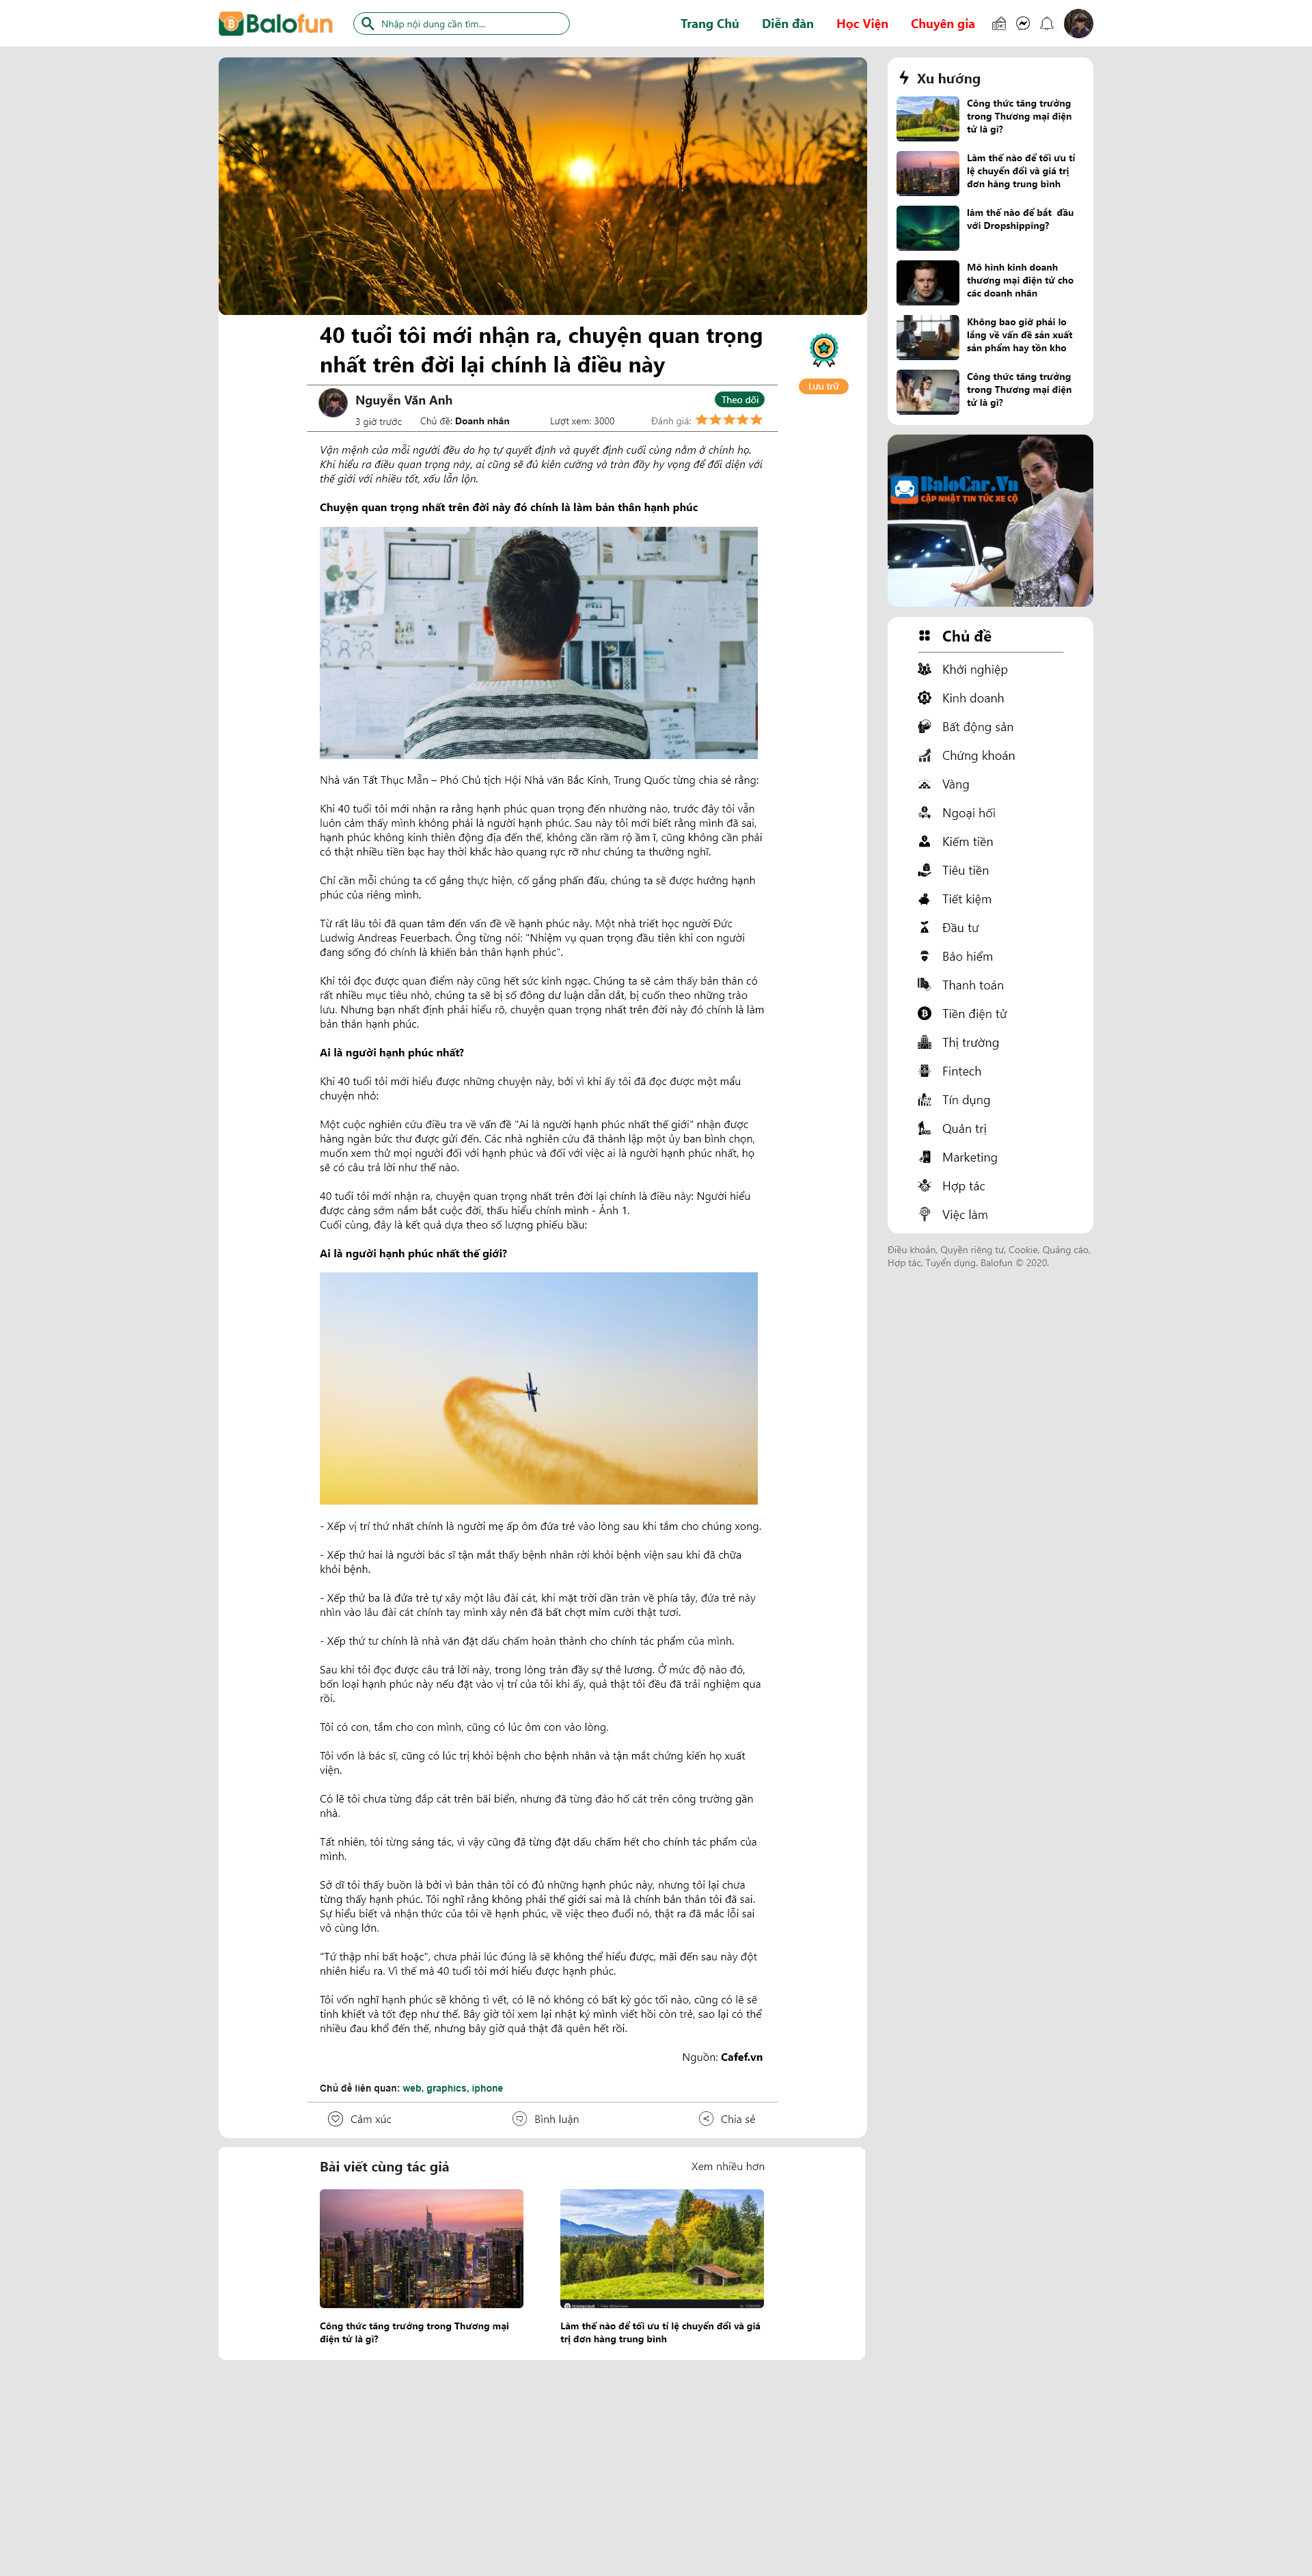 Balofun
Nhập nội dung cần tìm...
Trang Chủ
Diễn đàn
Học Viện
Chuyên gia
40 tuổi tôi mới nhận ra, chuyện quan trọng
nhất trên đời lại chính là điều này
Lưu trữ
Nguyễn Văn Anh
Theo dõi
3 giờ trước
Chủ đề: Doanh nhân
Lượt xem: 3000
Đánh giá:
Vận mệnh của mỗi người đều do họ tự quyết định và quyết định cuối cùng nằm ở chính họ.
Khi hiểu ra điều quan trọng này, ai cũng sẽ đủ kiên cường và tràn đầy hy vọng để đối diện với
thế giới với nhiều tốt, xấu lẫn lộn.
Chuyện quan trọng nhất trên đời này đó chính là làm bản thân hạnh phúc
Nhà văn Tất Thục Mẫn – Phó Chủ tịch Hội Nhà văn Bắc Kinh, Trung Quốc từng chia sẻ rằng:
Khi 40 tuổi tôi mới nhận ra rằng hạnh phúc quan trọng đến nhường nào, trước đây tôi vẫn
luôn cảm thấy mình không phải là người hạnh phúc. Sau này tôi mới biết rằng mình đã sai,
hạnh phúc không kinh thiên động địa đến thế, không cần rầm rộ ầm ĩ, cũng không cần phải
có thật nhiều tiền bạc hay thời khắc hào quang rực rỡ như chúng ta thường nghĩ.
Chỉ cần mỗi chúng ta cố gắng thực hiện, cố gắng phấn đấu, chúng ta sẽ được hưởng hạnh
phúc của riêng mình.
Từ rất lâu tôi đã quan tâm đến vấn đề về hạnh phúc này. Một nhà triết học người Đức
Ludwig Andreas Feuerbach. Ông từng nói: "Nhiệm vụ quan trọng đầu tiên khi con người
đang sống đó chính là khiến bản thân hạnh phúc".
Khi tôi đọc được quan điểm này cũng hết sức kinh ngạc. Chúng ta sẽ cảm thấy bản thân có
rất nhiều mục tiêu nhỏ, chúng ta sẽ bị số đông dư luận dẫn dắt, bị cuốn theo những trào
lưu. Nhưng bạn nhất định phải hiểu rõ, chuyện quan trọng nhất trên đời này đó chính là làm
bản thân hạnh phúc.
Ai là người hạnh phúc nhất?
Khi 40 tuổi tôi mới hiểu được những chuyện này, bởi vì khi ấy tôi đã đọc được một mẩu
chuyện nhỏ:
Một cuộc nghiên cứu điều tra về vấn đề "Ai là người hạnh phúc nhất thế giới" nhận được
hàng ngàn bức thư được gửi đến. Các nhà nghiên cứu đã thành lập một ủy ban bình chọn,
muốn xem thử mọi người đối với hạnh phúc và đối với việc ai là người hạnh phúc nhất, họ
sẽ có câu trả lời như thế nào.
40 tuổi tôi mới nhận ra, chuyện quan trọng nhất trên đời lại chính là điều này: Người hiểu
được càng sớm nắm bắt cuộc đời, thấu hiểu chính mình - Ảnh 1.
Cuối cùng, đây là kết quả dựa theo số lượng phiếu bầu:
Ai là người hạnh phúc nhất thế giới?
- Xếp vị trí thứ nhất chính là người mẹ ấp ôm đứa trẻ vào lòng sau khi tắm cho chúng xong.
- Xếp thứ hai là người bác sĩ tận mắt thấy bệnh nhân rời khỏi bệnh viện sau khi đã chữa
khỏi bệnh.
- Xếp thứ ba là đứa trẻ tự xây một lâu đài cát, khi mặt trời dần tràn về phía tây, đứa trẻ này
nhìn vào lâu đài cát chính tay mình xây nên đã bất chợt mỉm cười thật tươi.
- Xếp thứ tư chính là nhà văn đặt dấu chấm hoàn thành cho chính tác phẩm của mình.
Sau khi tôi đọc được câu trả lời này, trong lòng tràn đầy sự thê lương. Ở mức độ nào đó,
bốn loại hạnh phúc này nếu đặt vào vị trí của tôi khi ấy, quả thật tôi đều đã trải nghiệm qua
rồi.
Tôi có con, tắm cho con mình, cũng có lúc ôm con vào lòng.
Tôi vốn là bác sĩ, cũng có lúc trị khỏi bệnh cho bệnh nhân và tận mắt chứng kiến họ xuất
viện.
Có lẽ tôi chưa từng đắp cát trên bãi biển, nhưng đã từng đào hố cát trên công trường gần
nhà.
Tất nhiên, tôi từng sáng tác, vì vậy cũng đã từng đặt dấu chấm hết cho chính tác phẩm của
mình.
Sở dĩ tôi thấy buồn là bởi vì bản thân tôi có đủ những hạnh phúc này, nhưng tôi lại chưa
từng thấy hạnh phúc. Tôi nghĩ rằng không phải thế giới sai mà là chính bản thân tôi đã sai.
Sự hiểu biết và nhận thức của tôi về hạnh phúc, về việc theo đuổi nó, thật ra đã mắc lỗi sai
vô cùng lớn.
"Tứ thập nhi bất hoặc", chưa phải lúc đúng là sẽ không thể hiểu được, mãi đến sau này đột
nhiên hiểu ra. Vì thế mà 40 tuổi tôi mới hiểu được hạnh phúc.
Tôi vốn nghĩ hạnh phúc sẽ không tì vết, có lẽ nó không có bất kỳ góc tối nào, cũng có lẽ sẽ
tinh khiết và tốt đẹp như thế. Bây giờ tôi xem lại nhật ký mình viết hồi còn trẻ, sao lại có thể
nhiều đau khổ đến thế, nhưng bây giờ quả thật đã quên hết rồi.
Nguồn: Cafef.vn
Chủ đề liên quan: web, graphics, iphone
Cảm xúc
Bình luận
Chia sẻ
Bài viết cùng tác giả
Xem nhiều hơn
Công thức tăng trưởng trong Thương mại
điện tử là gì?
Làm thế nào để tối ưu tỉ lệ chuyển đổi và giá
trị đơn hàng trung bình
Xu hướng
Công thức tăng trưởng
trong Thương mại điện
tử là gì?
Làm thế nào để tối ưu tỉ
lệ chuyển đổi và giá trị
đơn hàng trung bình
làm thế nào để bắt đầu
với Dropshipping?
Mô hình kinh doanh
thương mại điện tử cho
các doanh nhân
Không bao giờ phải lo
lắng về vấn đề sản xuất
sản phẩm hay tồn kho
Công thức tăng trưởng
trong Thương mại điện
tử là gì?
BaloCar.Vn
CẬP NHẬT TIN TỨC XE CỘ
Chủ đề
Khởi nghiệp
Kinh doanh
Bất động sản
Chứng khoán
Vàng
Ngoại hối
Kiếm tiền
Tiêu tiền
Tiết kiệm
Đầu tư
Bảo hiểm
Thanh toán
Tiền điện tử
Thị trường
Fintech
Tín dụng
Quản trị
Marketing
Hợp tác
Việc làm
Điều khoản, Quyền riêng tư, Cookie, Quảng cáo,
Hợp tác, Tuyển dụng. Balofun © 2020.